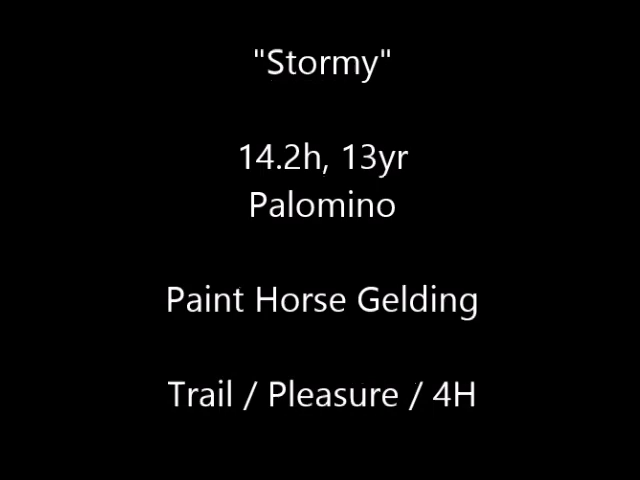 "Stormy"
14.2h, 13yr
Palomino
Paint Horse Gelding
Trail / Pleasure / 4H